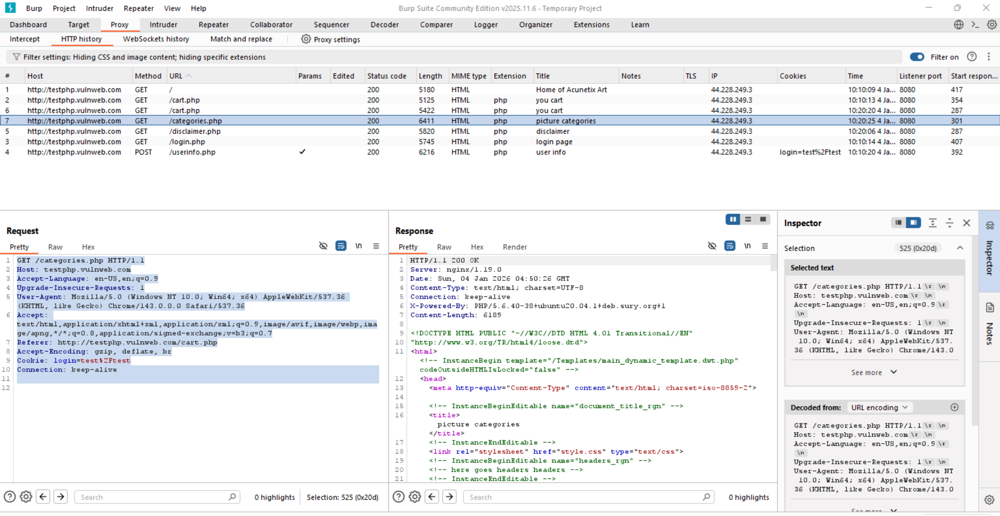 Burp Project Intruder Repeater View Help
Burp Suite Community Edition v2025.11.6 - Temporary Project
Dashboard Target Proxy Intruder Repeater Collaborator Sequencer Decoder Comparer Logger Organizer Extensions Learn
Intercept HTTP history WebSockets history Match and replace Proxy settings
Filter settings: Hiding CSS and image content; hiding specific extensions
Filter on
# Host Method URL Params Edited Status code Length MIME type Extension Title Notes TLS IP Cookies Time Listener port Start respon...
1 http://testphp.vulnweb.com GET / 200 5180 HTML Home of Acunetix Art 44.228.249.3 10:10:09 4 Ja... 8080 417
2 http://testphp.vulnweb.com GET /cart.php 200 5125 HTML php you cart 44.228.249.3 10:10:13 4 Ja... 8080 354
6 http://testphp.vulnweb.com GET /cart.php 200 5422 HTML php you cart 44.228.249.3 10:20:20 4 Ja... 8080 287
7 http://testphp.vulnweb.com GET /categories.php 200 6411 HTML php picture categories 44.228.249.3 10:20:25 4 Ja... 8080 301
5 http://testphp.vulnweb.com GET /disclaimer.php 200 5820 HTML php disclaimer 44.228.249.3 10:20:06 4 Ja... 8080 287
3 http://testphp.vulnweb.com GET /login.php 200 5745 HTML php login page 44.228.249.3 10:10:14 4 Ja... 8080 407
4 http://testphp.vulnweb.com POST /userinfo.php ✓ 200 6216 HTML php user info 44.228.249.3 login=test%2Ftest 10:10:20 4 Ja... 8080 392
Request
Pretty Raw Hex
\n
1 GET /categories.php HTTP/1.1
2 Host: testphp.vulnweb.com
3 Accept-Language: en-US,en;q=0.9
4 Upgrade-Insecure-Requests: 1
5 User-Agent: Mozilla/5.0 (Windows NT 10.0; Win64; x64) AppleWebKit/537.36
(KHTML, like Gecko) Chrome/143.0.0.0 Safari/537.36
6 Accept:
text/html,application/xhtml+xml,application/xml;q=0.9,image/avif,image/webp,ima
ge/apng,*/*;q=0.8,application/signed-exchange;v=b3;q=0.7
7 Referer: http://testphp.vulnweb.com/cart.php
8 Accept-Encoding: gzip, deflate, br
9 Cookie: login=test%2Ftest
10 Connection: keep-alive
11
12
Search
0 highlights
Selection: 525 (0x20d)
Response
Pretty Raw Hex Render
\n
1 HTTP/1.1 200 OK
2 Server: nginx/1.19.0
3 Date: Sun, 04 Jan 2026 04:50:26 GMT
4 Content-Type: text/html; charset=UTF-8
5 Connection: keep-alive
6 X-Powered-By: PHP/5.6.40-38+ubuntu20.04.1+deb.sury.org+1
7 Content-Length: 6189
8
9 <!DOCTYPE HTML PUBLIC "-//W3C//DTD HTML 4.01 Transitional//EN"
10 "http://www.w3.org/TR/html4/loose.dtd">
11 <html>
<!-- InstanceBegin template="/Templates/main_dynamic_template.dwt.php"
codeOutsideHTMLIsLocked="false" -->
12 <head>
13 <meta http-equiv="Content-Type" content="text/html; charset=iso-8859-2">
14
15 <!-- InstanceBeginEditable name="document_title_rgn" -->
16 <title>
picture categories
</title>
17 <!-- InstanceEndEditable -->
18 <link rel="stylesheet" href="style.css" type="text/css">
19 <!-- InstanceBeginEditable name="headers_rgn" -->
20 <!-- here goes headers headers -->
21 <!-- InstanceEndEditable -->
Search
0 highlights
Inspector
Selection 525 (0x20d)
Selected text
GET /categories.php HTTP/1.1 \r \n
Host: testphp.vulnweb.com \r \n
Accept-Language: en-US,en;q=0.9 \r
\n
Upgrade-Insecure-Requests: 1 \r \n
User-Agent: Mozilla/5.0 (Windows NT
10.0; Win64; x64) AppleWebKit/537.
36 (KHTML, like Gecko) Chrome/143.0
See more
Decoded from: URL encoding
GET /categories.php HTTP/1.1 \r \n
Host: testphp.vulnweb.com \r \n
Accept-Language: en-US,en;q=0.9 \r
\n
Upgrade-Insecure-Requests: 1 \r \n
User-Agent: Mozilla/5.0 (Windows NT
10.0; Win64; x64) AppleWebKit/537.
36 (KHTML, like Gecko) Chrome/143.0
See more
Inspector
Notes